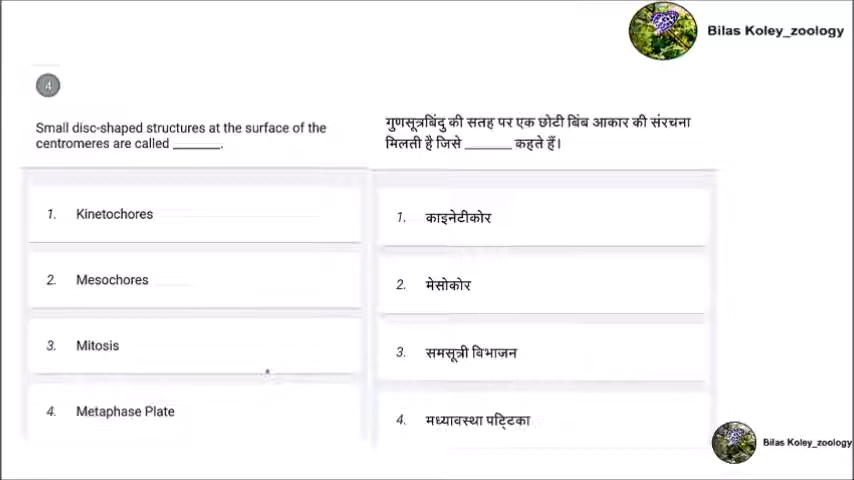 Bilas Koley_zoology
4
Small disc-shaped structures at the surface of the
centromeres are called _______.
1. Kinetochores
2. Mesochores
3. Mitosis
4. Metaphase Plate
गुणसूत्रबिंदु की सतह पर एक छोटी बिंब आकार की संरचना
मिलती है जिसे _______ कहते हैं।
1. काइनेटीकोर
2. मेसोकोर
3. समसूत्री विभाजन
4. मध्यावस्था पट्टिका
Bilas Koley_zoology